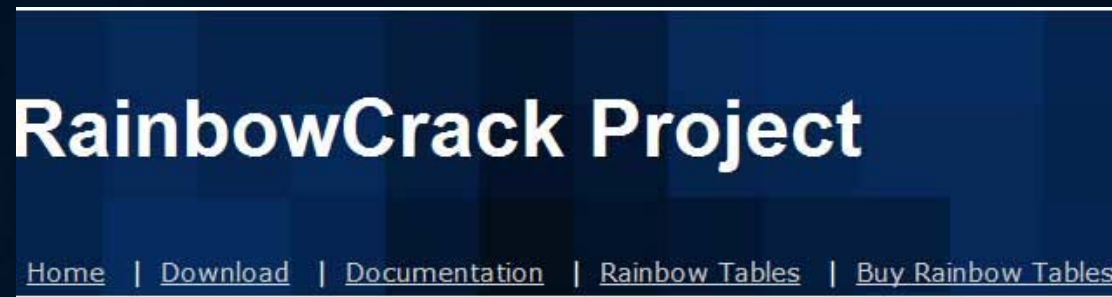 RainbowCrack Project
Home | Download | Documentation | Rainbow Tables | Buy Rainbow Tables